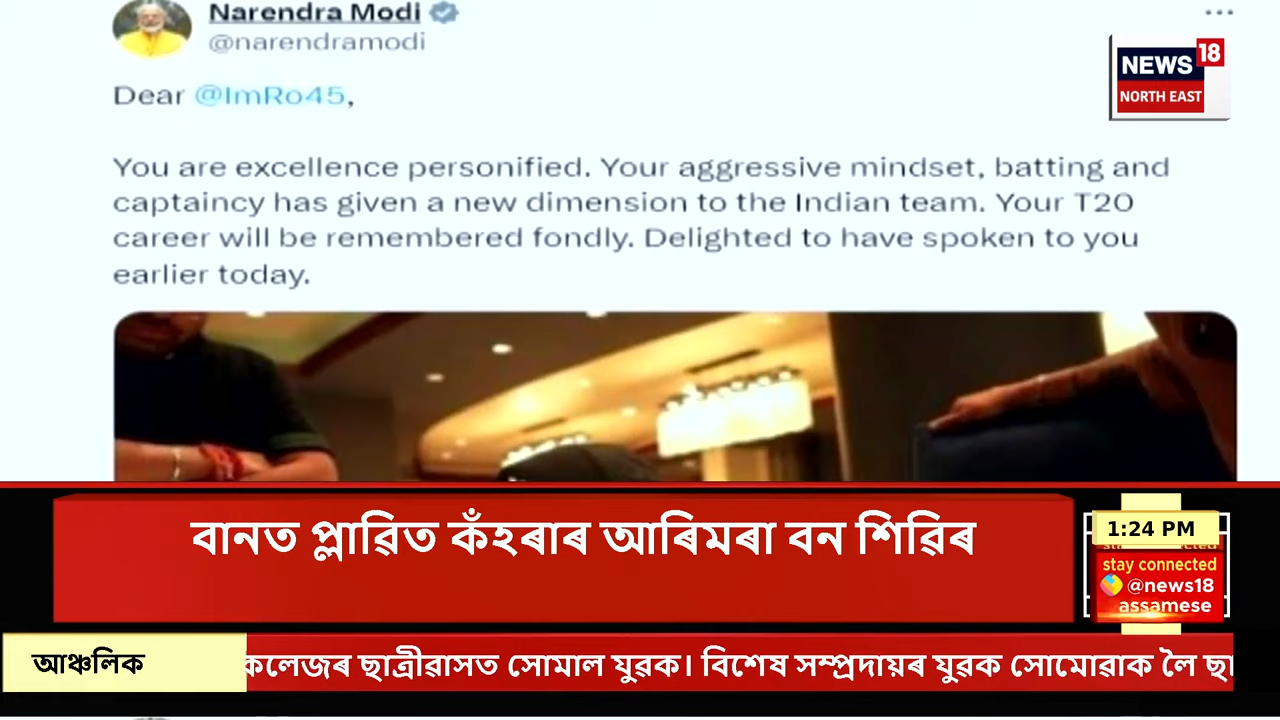 Narendra Modi
@narendramodi
Dear @ImRo45,
You are excellence personified. Your aggressive mindset, batting and
captaincy has given a new dimension to the Indian team. Your T20
career will be remembered fondly. Delighted to have spoken to you
earlier today.
NEWS 18
NORTH EAST
বানত প্লাৱিত কঁহৰাৰ আৰিমৰা বন শিৱিৰ
1:24 PM
stay connected
@news18
assamese
আঞ্চলিক
কলেজৰ ছাত্ৰীৱাসত সোমাল যুৱক। বিশেষ সম্প্ৰদায়ৰ যুৱক সোমোৱাক লৈ